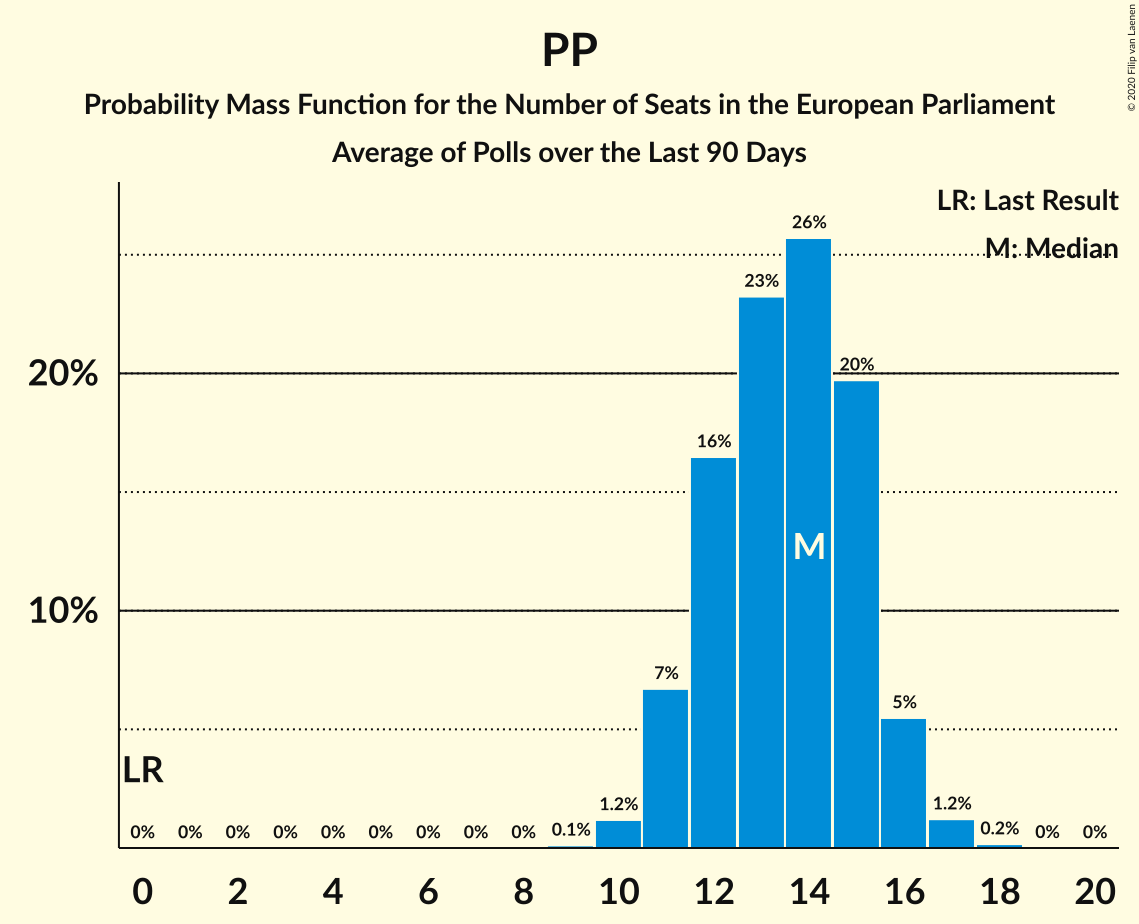 PP
Probability Mass Function for the Number of Seats in the European Parliament
Average of Polls over the Last 90 Days
© 2020 Filip van Laenen
LR: Last Result
M: Median
26%
23%
20%
20%
16%
M
10%
7%
5%
LR
0% 0% 0% 0% 0% 0% 0% 0% 0% 0.1% 1.2% 1.2% 0.2% 0% 0%
0 2 4 6 8 10 12 14 16 18 20